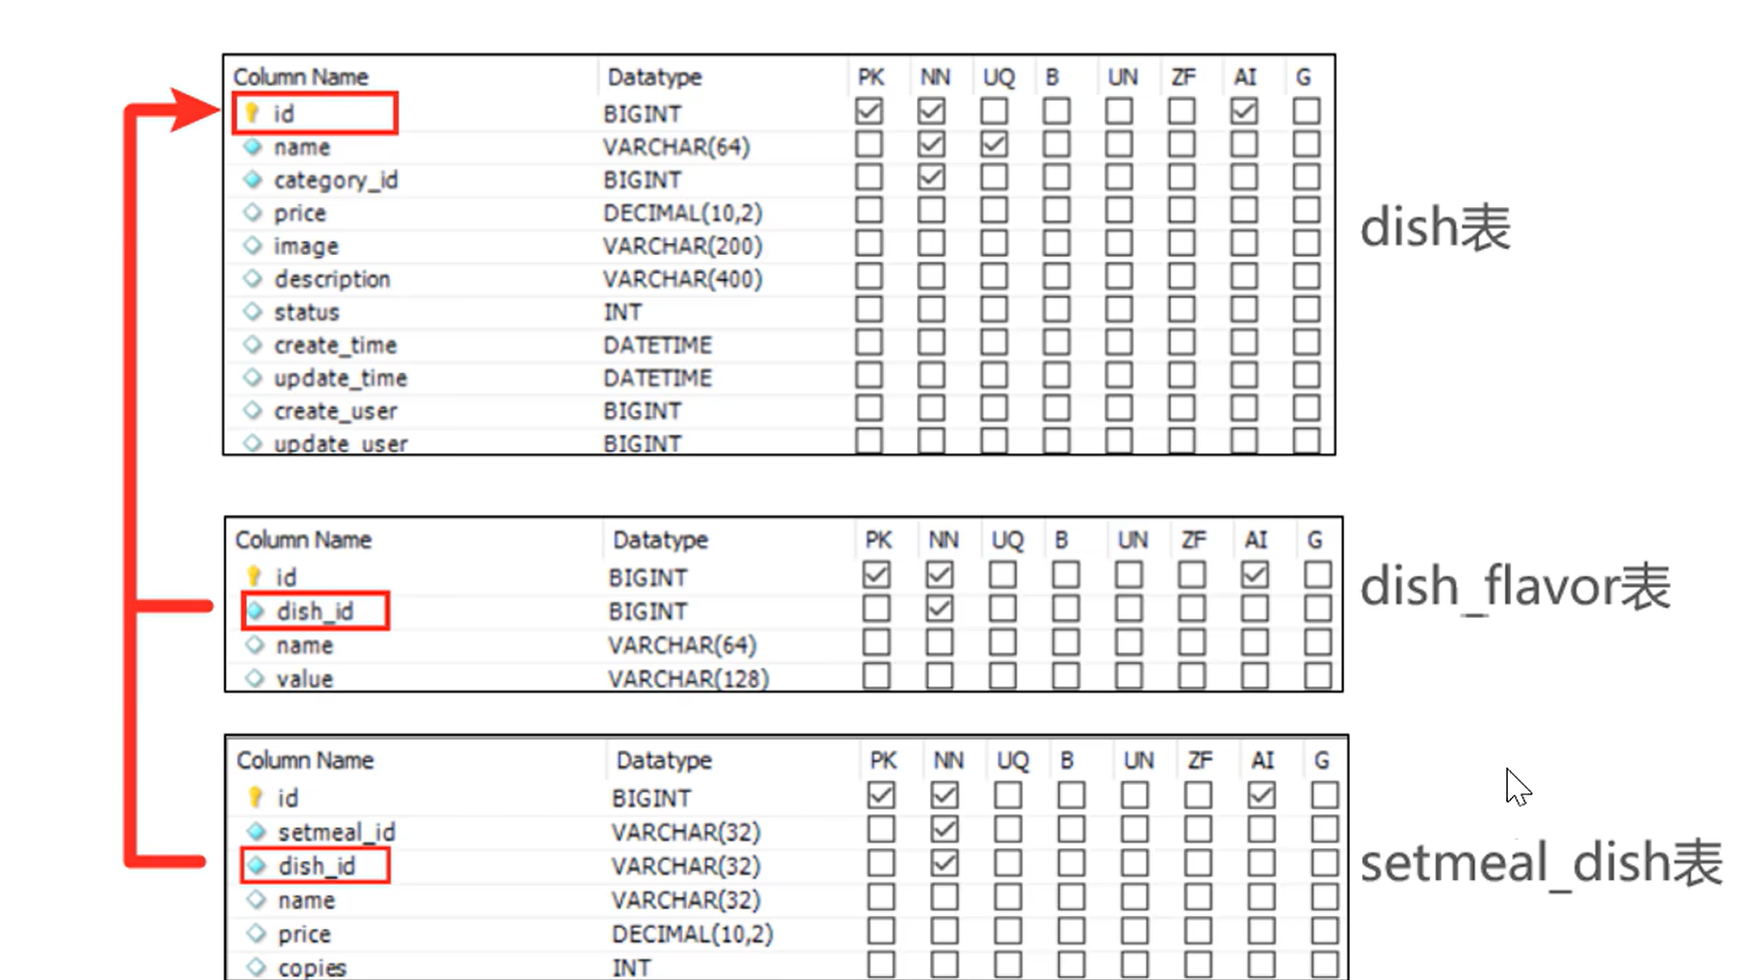 Column Name Datatype PK NN UQ B UN ZF AI G
id BIGINT
name VARCHAR(64)
category_id BIGINT
price DECIMAL(10,2)
image VARCHAR(200)
description VARCHAR(400)
status INT
create_time DATETIME
update_time DATETIME
create_user BIGINT
update_user BIGINT
dish表
Column Name Datatype PK NN UQ B UN ZF AI G
id BIGINT
dish_id BIGINT
name VARCHAR(64)
value VARCHAR(128)
dish_flavor表
Column Name Datatype PK NN UQ B UN ZF AI G
id BIGINT
setmeal_id VARCHAR(32)
dish_id VARCHAR(32)
name VARCHAR(32)
price DECIMAL(10,2)
copies INT
setmeal_dish表